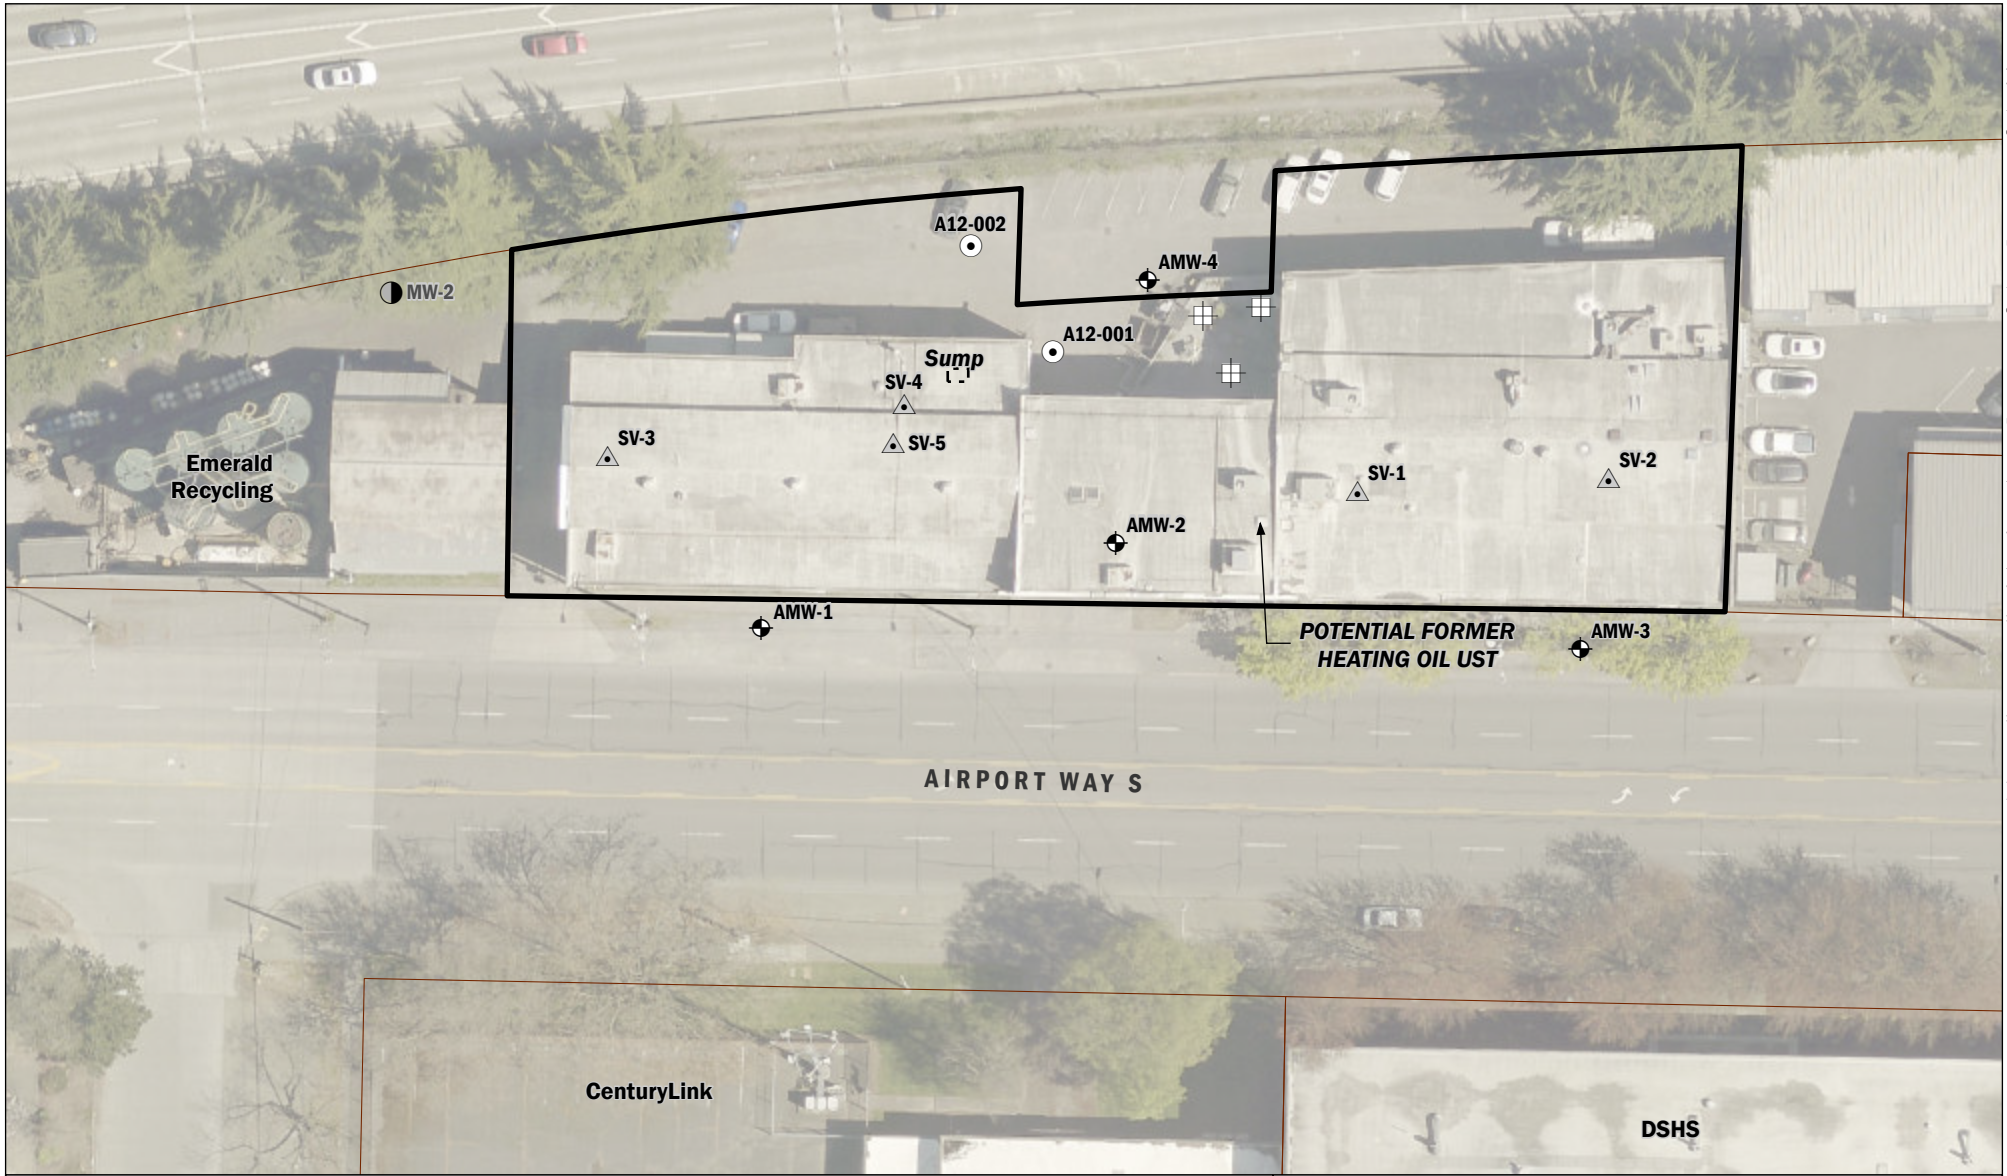 A12-002
AMW-4
MW-2
A12-001
Sump
SV-4
SV-3
SV-5
Emerald
Recycling
SV-1
SV-2
AMW-2
AMW-1
POTENTIAL FORMER
HEATING OIL UST
AMW-3
AIRPORT WAY S
CenturyLink
DSHS